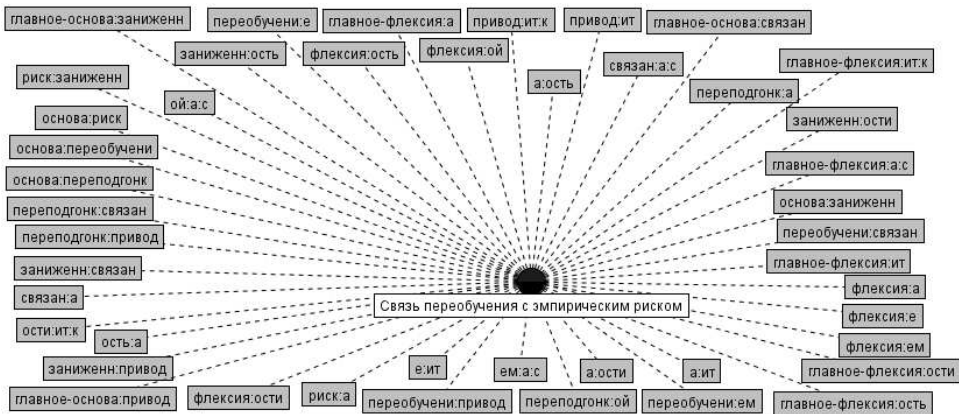 главное-основа:заниженн
переобучени:е
главное-флексия:а
привод:ит:к
привод:ит
главное-основа:связан
заниженн:ость
флексия:ость
флексия:ой
связан:а:с
главное-флексия:ит:к
риск:заниженн
ой:а:с
а:ость
переподгонк:а
основа:риск
заниженн:ости
основа:переобучени
главное-флексия:а:с
основа:переподгонк
основа:заниженн
переподгонк:связан
переобучени:связан
переподгонк:привод
главное-флексия:ит
заниженн:связан
флексия:а
связан:а
Связь переобучения с эмпирическим риском
флексия:е
ости:ит:к
ость:а
флексия:ем
заниженн:привод
е:ит
ем:а:с
а:ости
а:ит
главное-флексия:ости
главное-основа:привод
флексия:ости
риск:а
переобучени:привод
переподгонк:ой
переобучени:ем
главное-флексия:ость